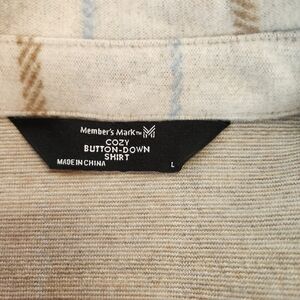 Member's Mark™ M
COZY
BUTTON-DOWN
SHIRT
MADE IN CHINA L